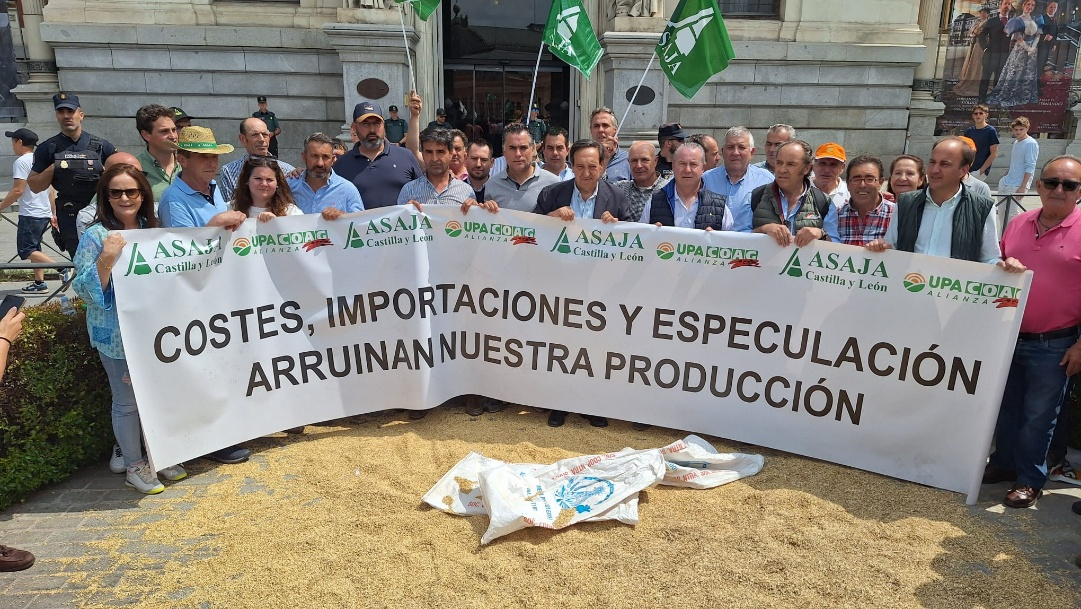 ASAJA
ASAJA
Castilla y León
UPA COAG
ALIANZA
ASAJA
Castilla y León
UPA COAG
ALIANZA
ASAJA
Castilla y León
UPA COAG
ALIANZA
ASAJA
Castilla y León
UPA COAG
ALIANZA
COSTES, IMPORTACIONES Y ESPECULACIÓN
ARRUINAN NUESTRA PRODUCCIÓN